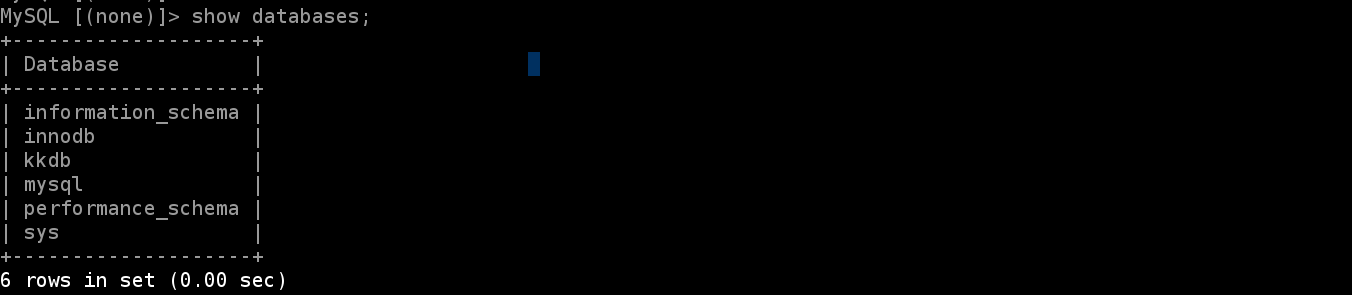 MySQL [(none)]> show databases;
+--------------------+
| Database           |
+--------------------+
| information_schema |
| innodb             |
| kkdb               |
| mysql              |
| performance_schema |
| sys                |
+--------------------+
6 rows in set (0.00 sec)